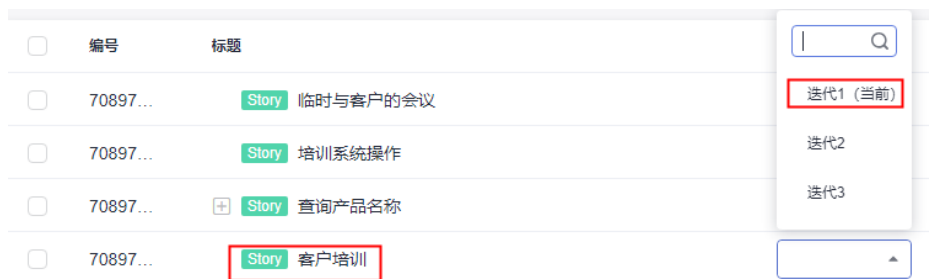 编号 标题
70897... Story 临时与客户的会议
迭代1（当前）
70897... Story 培训系统操作
迭代2
70897... Story 查询产品名称
迭代3
70897... Story 客户培训